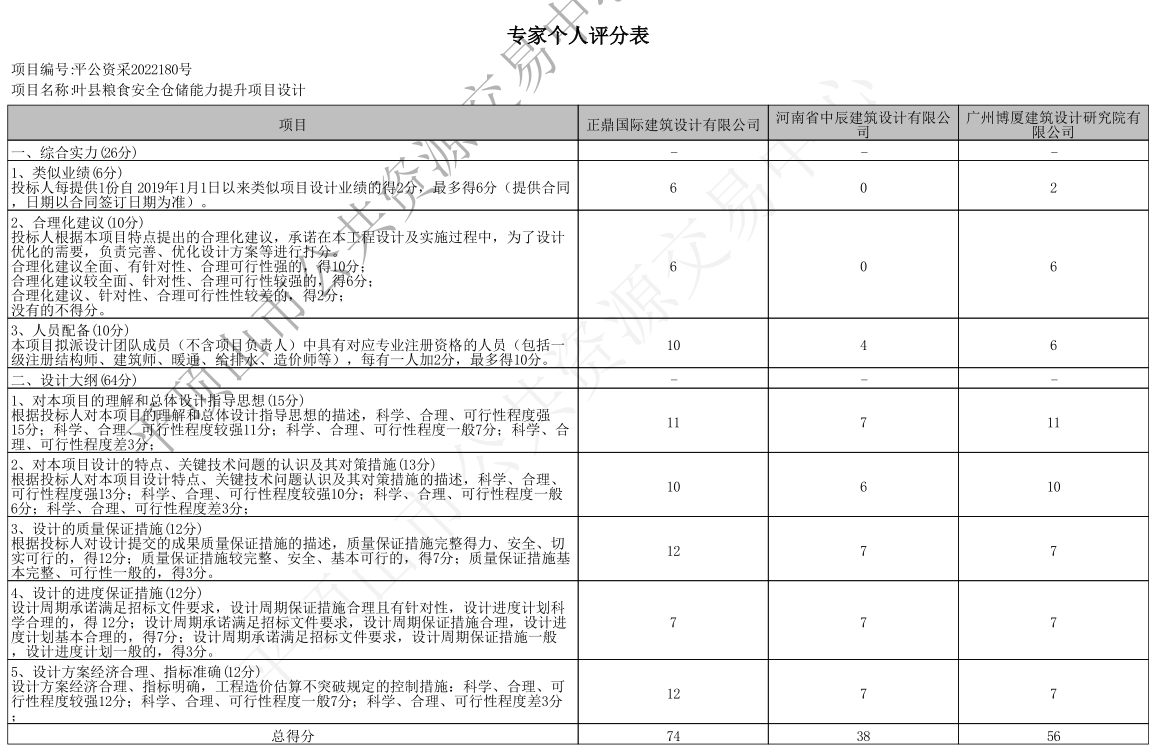 专家个人评分表
项目编号:平公资采2022180号
项目名称:叶县粮食安全仓储能力提升项目设计
项目
正鼎国际建筑设计有限公司
河南省中辰建筑设计有限公
司
广州博厦建筑设计研究院有
限公司
一、综合实力(26分)
-
-
-
1、类似业绩(6分)
投标人每提供1份自 2019年1月1日以来类似项目设计业绩的得2分，最多得6分（提供合同
，日期以合同签订日期为准）。
6
0
2
2、合理化建议(10分)
投标人根据本项目特点提出的合理化建议，承诺在本工程设计及实施过程中，为了设计
优化的需要，负责完善、优化设计方案等进行打分。
合理化建议全面、有针对性、合理可行性强的，得10分；
合理化建议较全面、针对性、合理可行性较强的，得6分；
合理化建议、针对性、合理可行性性较差的，得2分；
没有的不得分。
6
0
6
3、人员配备(10分)
本项目拟派设计团队成员（不含项目负责人）中具有对应专业注册资格的人员（包括一
级注册结构师、建筑师、暖通、给排水、造价师等），每有一人加2分，最多得10分。
10
4
6
二、设计大纲(64分)
-
-
-
1、对本项目的理解和总体设计指导思想(15分)
根据投标人对本项目的理解和总体设计指导思想的描述，科学、合理、可行性程度强
15分；科学、合理、可行性程度较强11分；科学、合理、可行性程度一般7分；科学、合
理、可行性程度差3分；
11
7
11
2、对本项目设计的特点、关键技术问题的认识及其对策措施(13分)
根据投标人对本项目设计特点、关键技术问题认识及其对策措施的描述，科学、合理、
可行性程度强13分；科学、合理、可行性程度较强10分；科学、合理、可行性程度一般
6分；科学、合理、可行性程度差3分；
10
6
10
3、设计的质量保证措施(12分)
根据投标人对设计提交的成果质量保证措施的描述，质量保证措施完整得力、安全、切
实可行的，得12分；质量保证措施较完整、安全、基本可行的，得7分；质量保证措施基
本完整、可行性一般的，得3分。
12
7
7
4、设计的进度保证措施(12分)
设计周期承诺满足招标文件要求，设计周期保证措施合理且有针对性，设计进度计划科
学合理的，得 12分；设计周期承诺满足招标文件要求，设计周期保证措施合理，设计进
度计划基本合理的，得7分；设计周期承诺满足招标文件要求，设计周期保证措施一般
，设计进度计划一般的，得3分。
7
7
7
5、设计方案经济合理、指标准确(12分)
设计方案经济合理、指标明确，工程造价估算不突破规定的控制措施：科学、合理、可
行性程度较强12分；科学、合理、可行性程度一般7分；科学、合理、可行性程度差3分
；
12
7
7
总得分
74
38
56
平顶山市公共资源交易中心
平顶山市公共资源交易中心